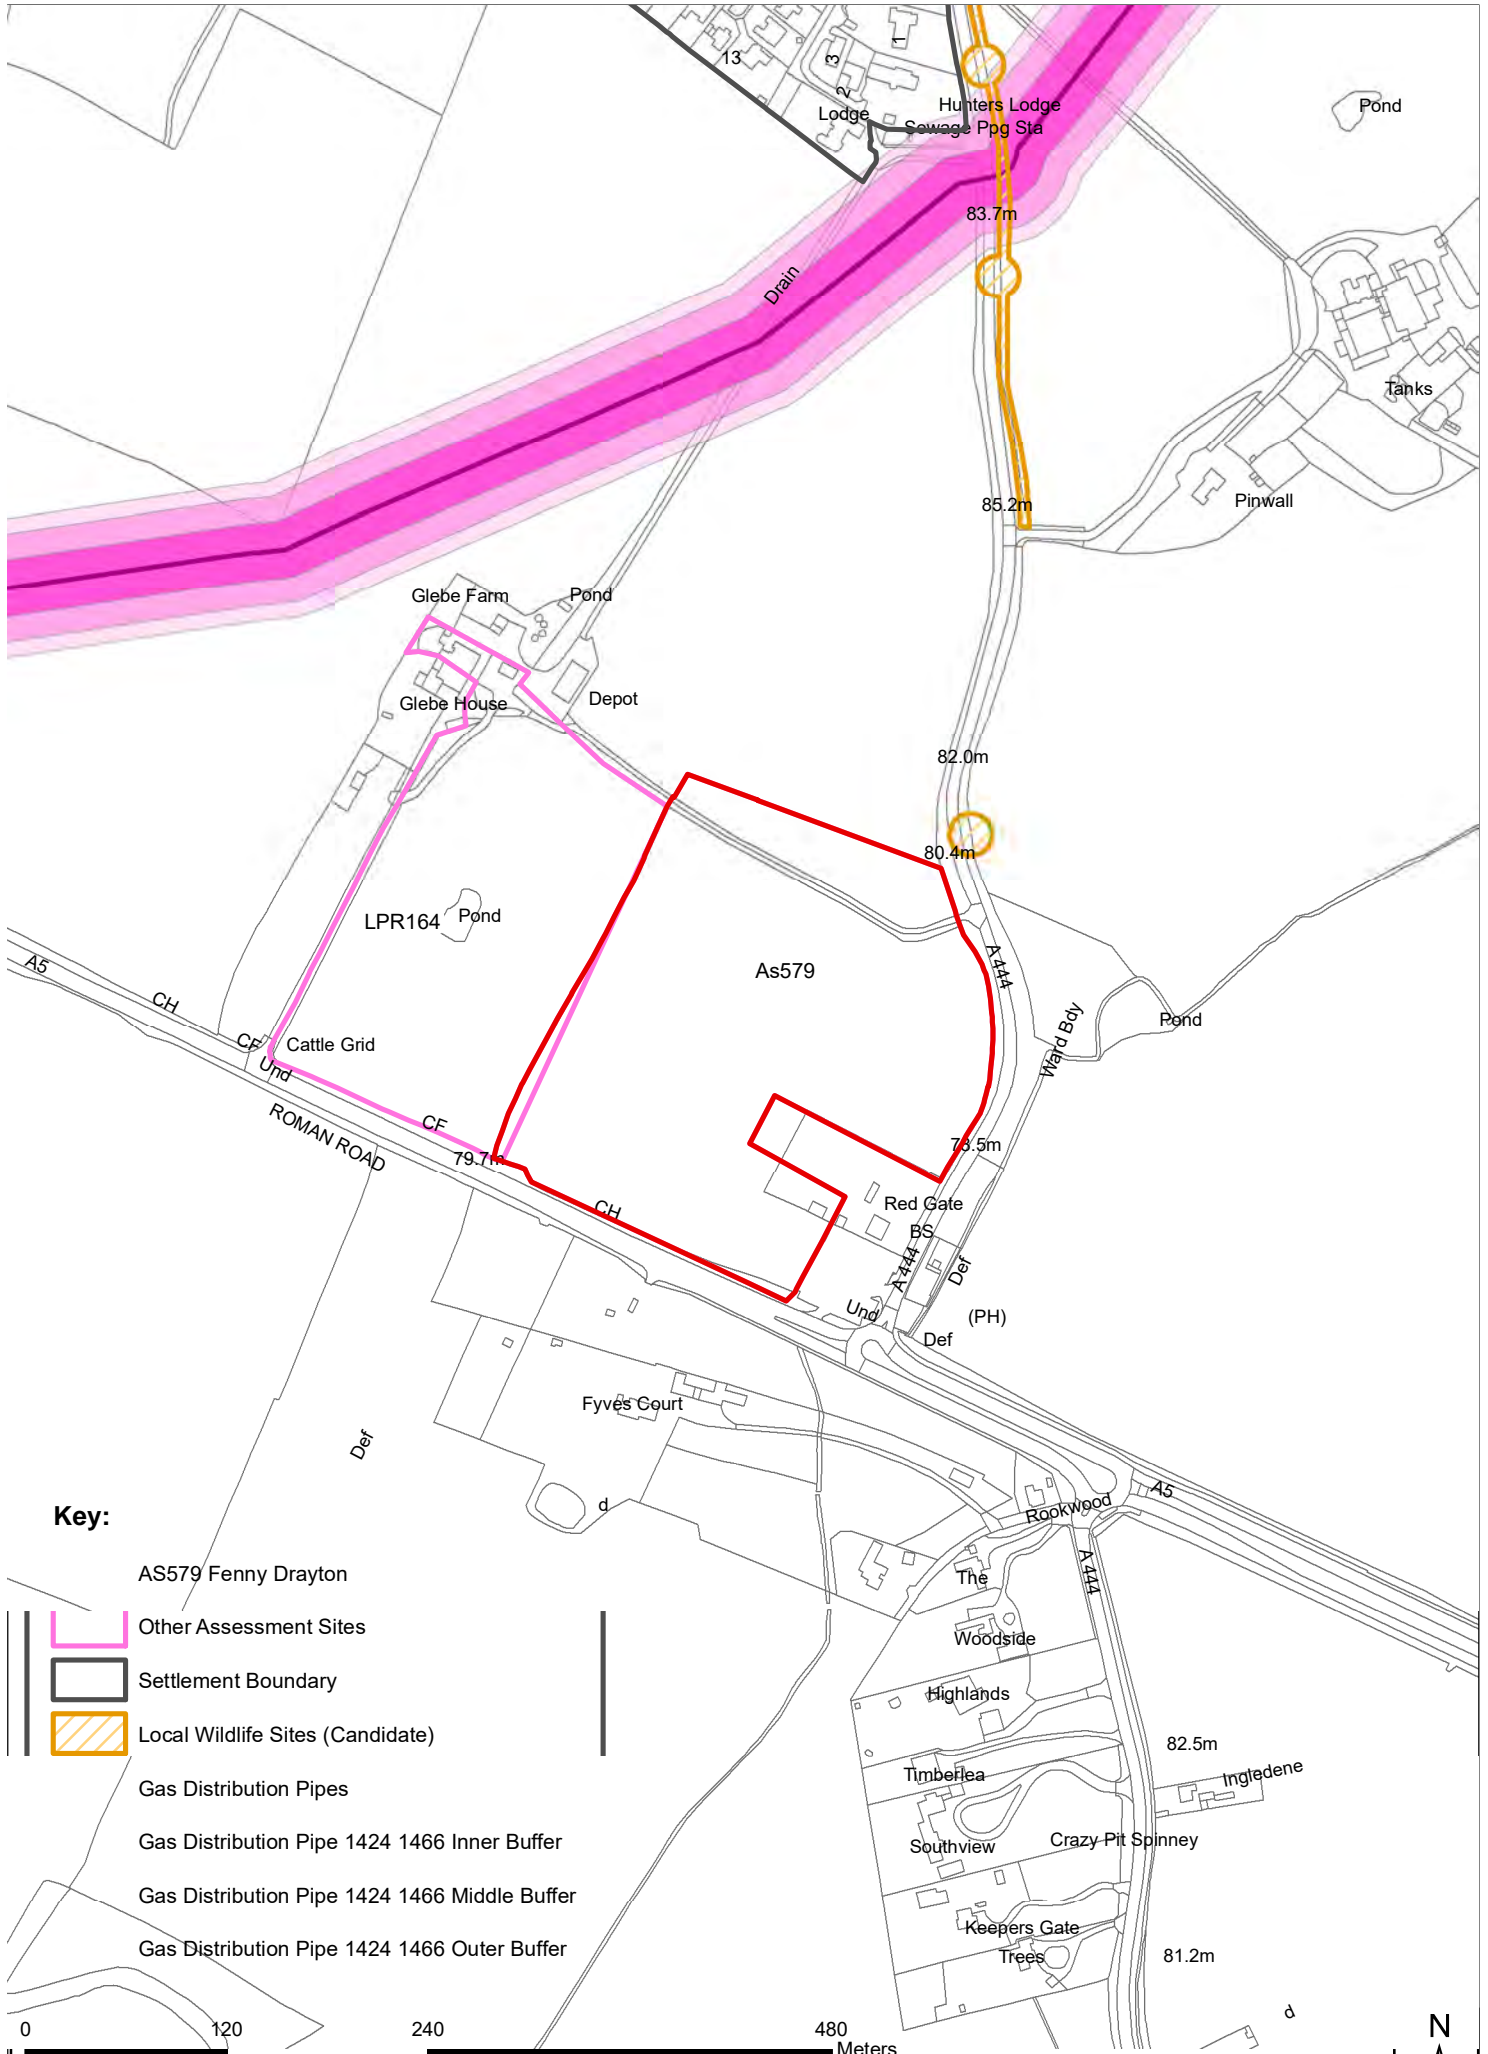 13
3
1
2
Lodge
Hunters Lodge
Sewage Ppg Sta
Pond
83.7m
Drain
Tanks
85.2m
Pinwall
Glebe Farm
Pond
Glebe House
Depot
82.0m
80.4m
LPR164
Pond
As579
A 444
A5
CH
CF
Und
Cattle Grid
Ward Bdy
Pond
ROMAN ROAD
CF
79.7m
73.5m
CH
Red Gate
BS
A 444
Def
Und
(PH)
Def
Fyves Court
Def
d
Rookwood
A5
A 444
The
Woodside
Highlands
82.5m
Timberlea
Ingledene
Southview
Crazy Pit Spinney
Keepers Gate
Trees
81.2m
d
Key:
AS579 Fenny Drayton
Other Assessment Sites
Settlement Boundary
Local Wildlife Sites (Candidate)
Gas Distribution Pipes
Gas Distribution Pipe 1424 1466 Inner Buffer
Gas Distribution Pipe 1424 1466 Middle Buffer
Gas Distribution Pipe 1424 1466 Outer Buffer
0 120 240 480
Meters
N